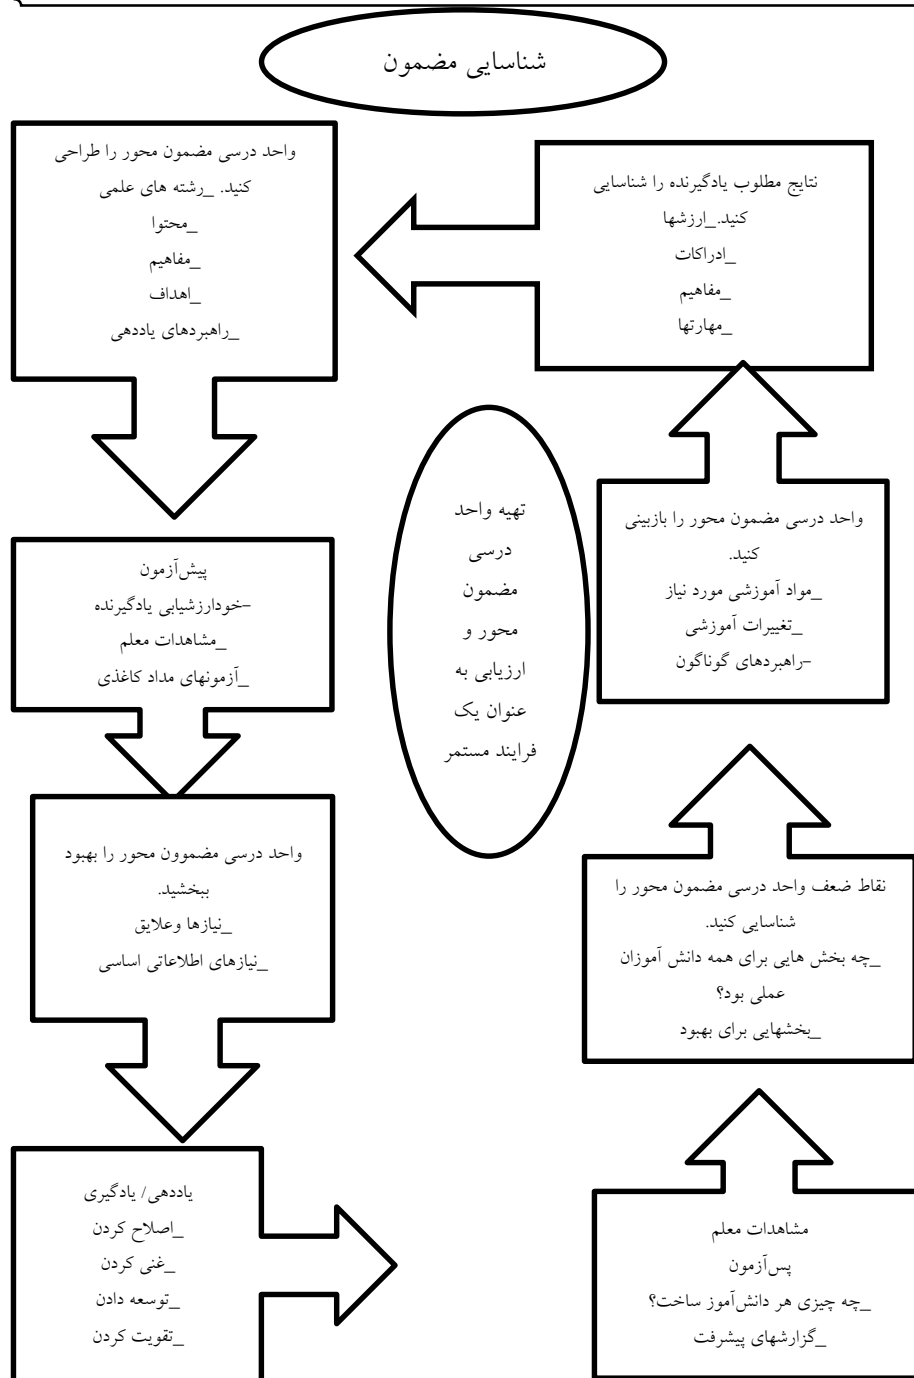 شناسایی مضمون
نتایج مطلوب یادگیرنده را شناسایی
کنید._ارزشها
_ادراکات
_مفاهیم
_مهارتها
واحد درسی مضمون محور را طراحی
کنید. _رشته های علمی
_محتوا
_مفاهیم
_اهداف
_راهبردهای یاددهی
پیش‌آزمون
-خودارزشیابی یادگیرنده
_مشاهدات معلم
_آزمونهای مداد کاغذی
واحد درسی مضموون محور را بهبود
ببخشید.
_نیازها وعلایق
_نیازهای اطلاعاتی اساسی
یاددهی/ یادگیری
_اصلاح کردن
_غنی کردن
_توسعه دادن
_تقویت کردن
تهیه واحد
درسی
مضمون
محور و
ارزیابی به
عنوان یک
فرایند مستمر
مشاهدات معلم
پس‌آزمون
_چه چیزی هر دانش‌آموز ساخت؟
_گزارشهای پیشرفت
نقاط ضعف واحد درسی مضمون محور را
شناسایی کنید.
_چه بخش هایی برای همه دانش آموزان
عملی بود؟
_بخشهایی برای بهبود
واحد درسی مضمون محور را بازبینی
کنید.
_مواد آموزشی مورد نیاز
_تغییرات آموزشی
-راهبردهای گوناگون